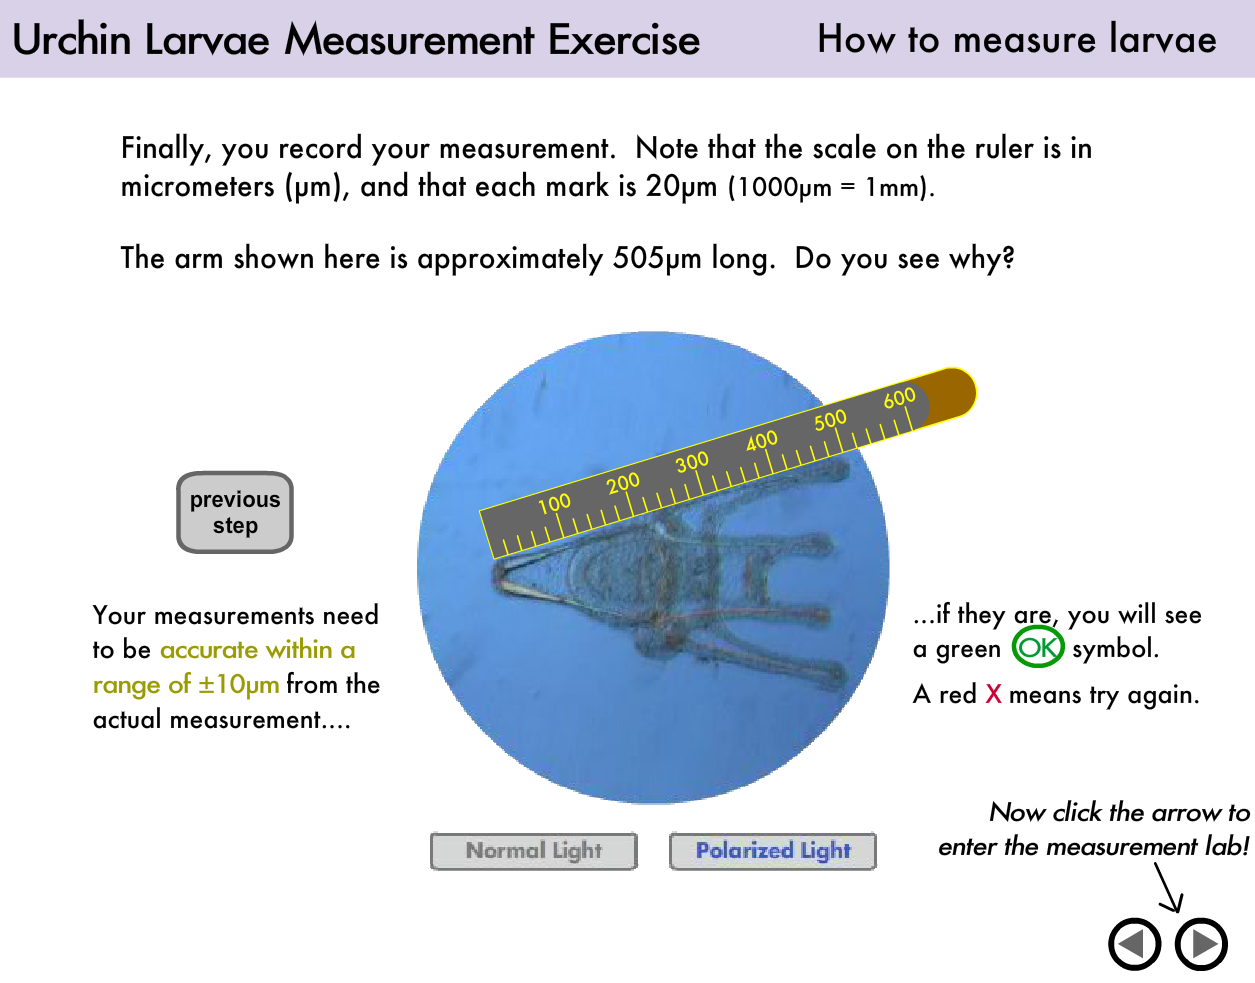 Urchin Larvae Measurement Exercise
How to measure larvae
Finally, you record your measurement.  Note that the scale on the ruler is in
micrometers (µm), and that each mark is 20µm (1000µm = 1mm).
The arm shown here is approximately 505µm long.  Do you see why?
100 200 300 400 500 600
previous
step
Your measurements need
to be accurate within a
range of ±10µm from the
actual measurement....
...if they are, you will see
a green OK symbol.
A red X means try again.
Normal Light
Polarized Light
Now click the arrow to
enter the measurement lab!